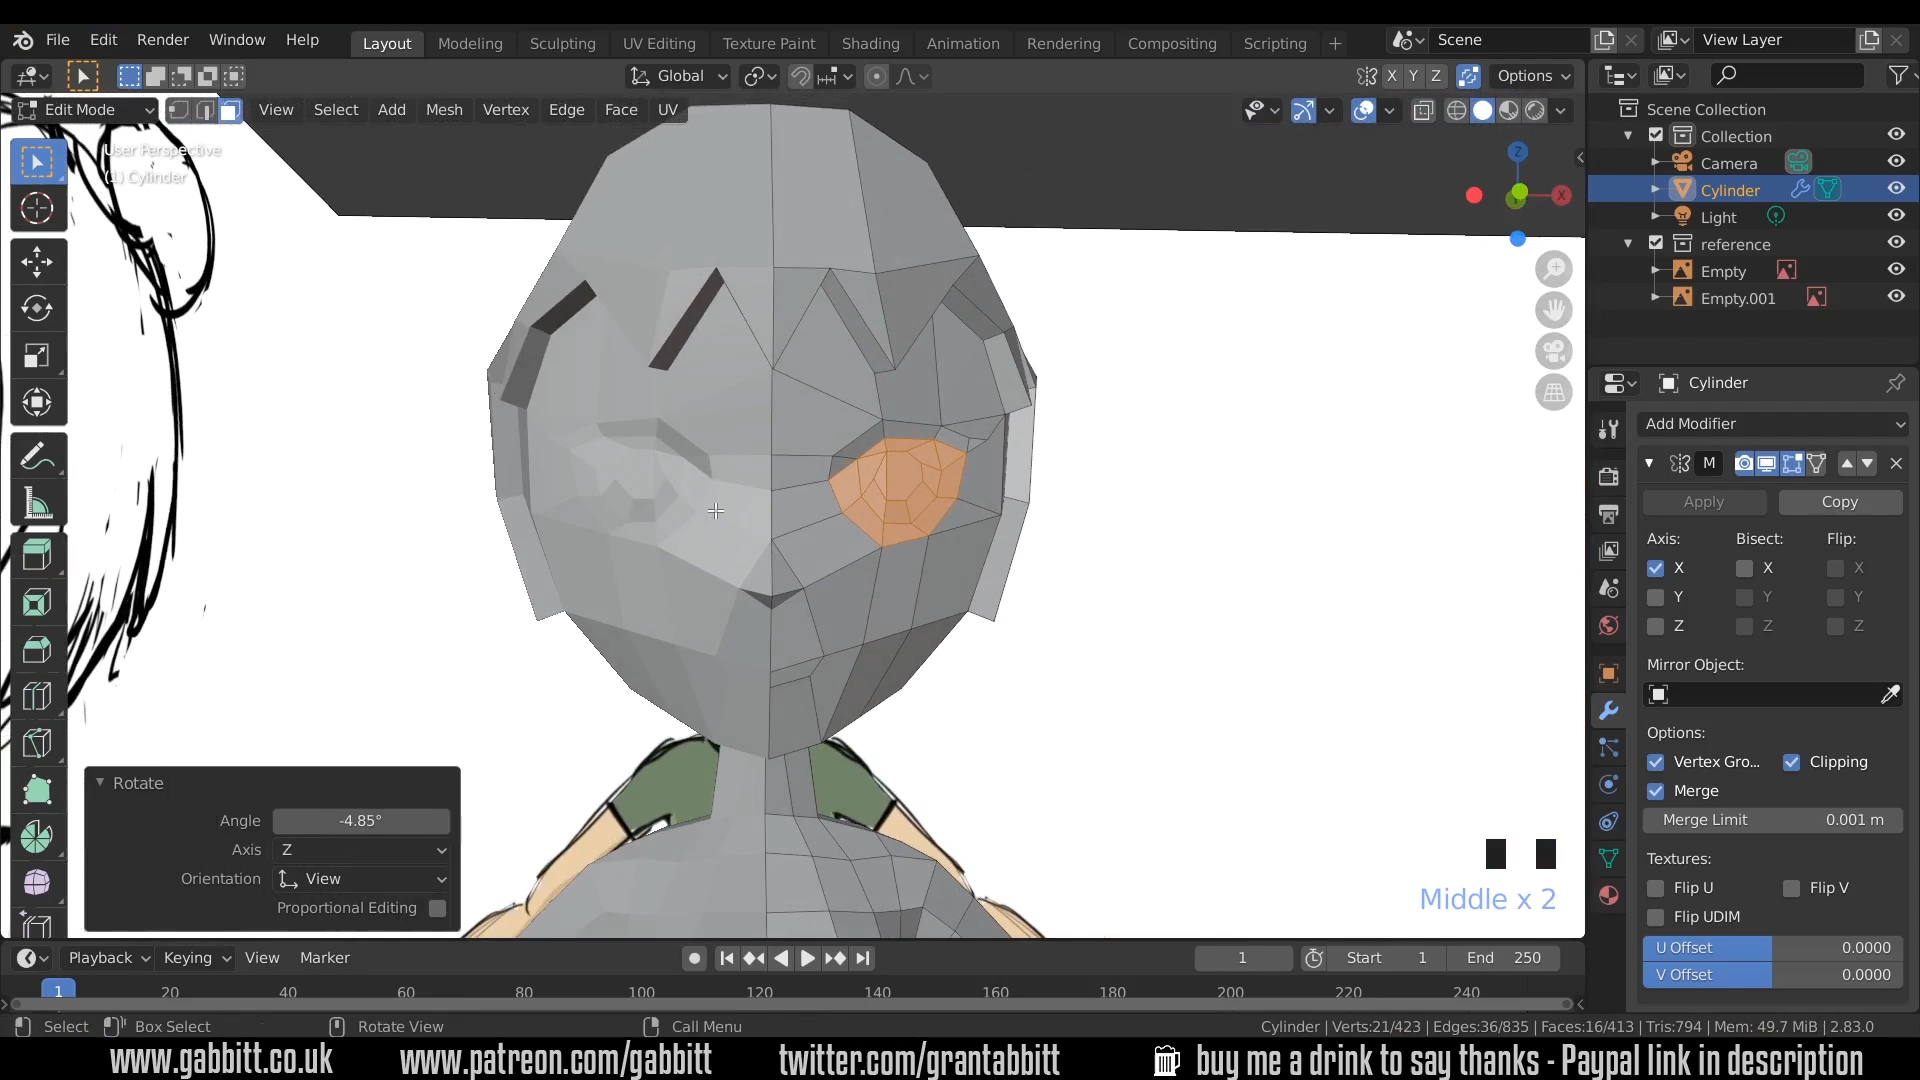 File Edit Render Window Help Layout Modeling Sculpting UV Editing Texture Paint Shading Animation Rendering Compositing Scripting + Scene View Layer
Global X Y Z Options
Edit Mode View Select Add Mesh Vertex Edge Face UV
User Perspective
(1) Cylinder
Z
X
Y
Scene Collection
Collection
Camera
Cylinder
Light
reference
Empty
Empty.001
Cylinder
Add Modifier
M
Apply Copy
Axis: Bisect: Flip:
X X X
Y Y Y
Z Z Z
Mirror Object:
Options:
Vertex Gro... Clipping
Merge
Merge Limit 0.001 m
Textures:
Flip U Flip V
Flip UDIM
U Offset 0.0000
V Offset 0.0000
Rotate
Angle -4.85°
Axis Z
Orientation View
Proportional Editing
Middle x 2
Playback Keying View Marker 1 Start 1 End 250
1 20 40 60 80 100 120 140 160 180 200 220 240
Select Box Select Rotate View Call Menu Cylinder | Verts:21/423 | Edges:36/835 | Faces:16/413 | Tris:794 | Mem: 49.7 MiB | 2.83.0
www.gabbitt.co.uk www.patreon.com/gabbitt twitter.com/grantabbitt buy me a drink to say thanks - Paypal link in description